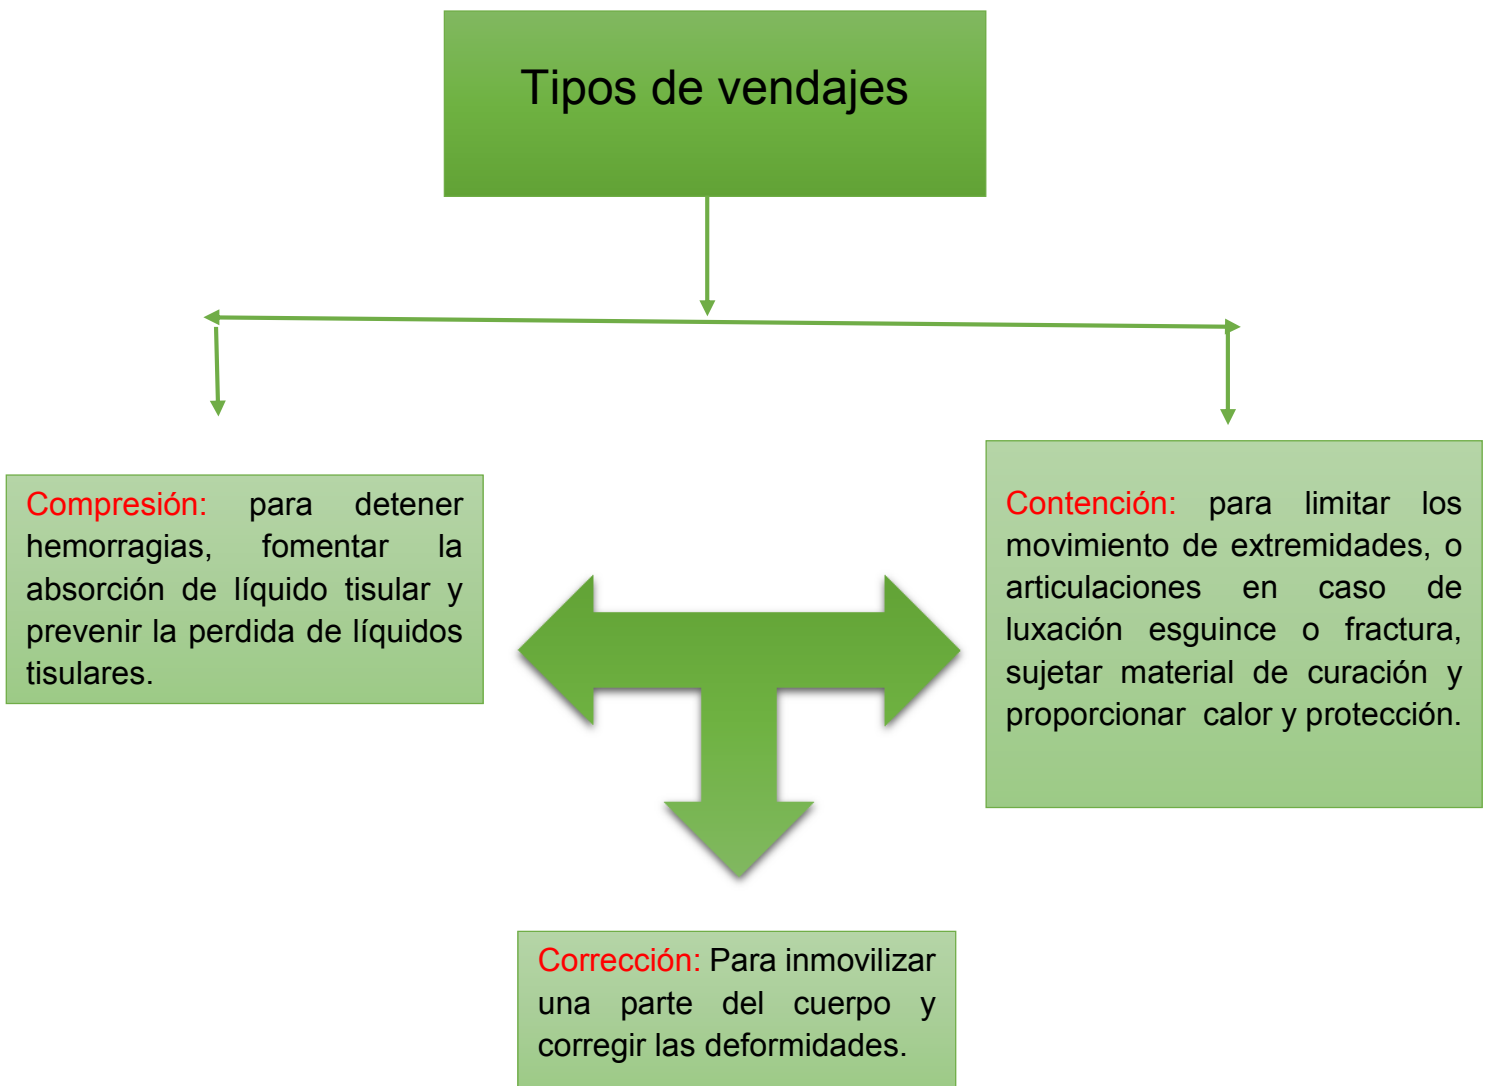 Tipos de vendajes
Compresión: para detener
hemorragias, fomentar la
absorción de líquido tisular y
prevenir la perdida de líquidos
tisulares.
Contención: para limitar los
movimiento de extremidades, o
articulaciones en caso de
luxación esguince o fractura,
sujetar material de curación y
proporcionar calor y protección.
Corrección: Para inmovilizar
una parte del cuerpo y
corregir las deformidades.